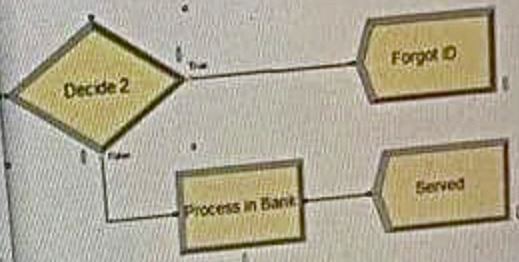 Decide 2
True
Forgot ID
False
Process in Bank
Served